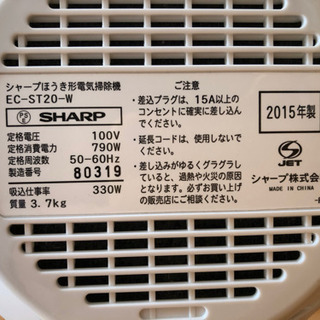 シャープほうき形電気掃除機
EC-ST20-W
PS
E
SHARP
定格電圧 100V
定格消費電力 790W
定格周波数 50-60Hz
製造番号 80319
吸込仕事率 330W
質量 3.7kg
ご注意
・差込プラグは、15A以上の
コンセントに確実に差し込ん
でください。
・延長コードは、使用しないで
ください。
・差し込みがゆるくグラグラし
ていると、過熱や火災の原因
となります。必ずお買い上げ
の販売店にご相談ください。
2015年製
JET
シャープ株式会
MADE IN CHINA